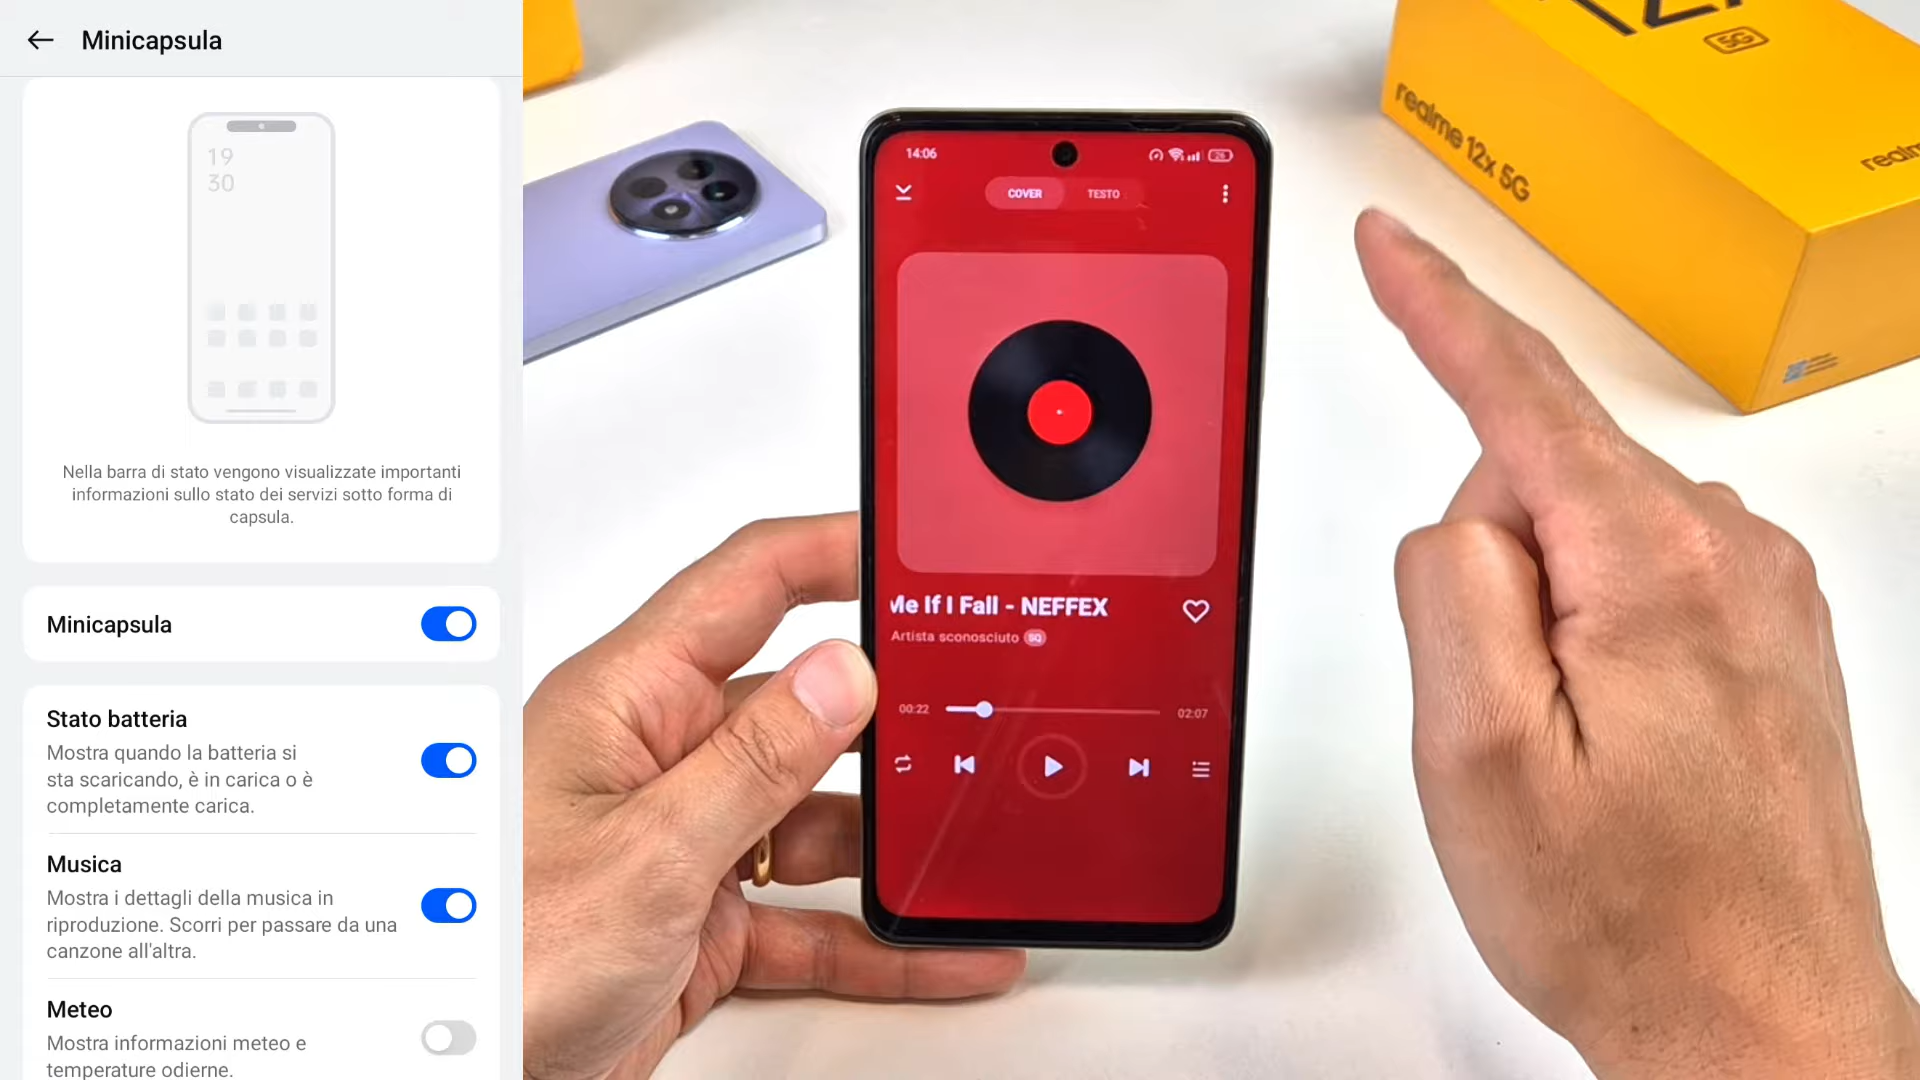 Minicapsula
19
30
Nella barra di stato vengono visualizzate importanti
informazioni sullo stato dei servizi sotto forma di
capsula.
Minicapsula
Stato batteria
Mostra quando la batteria si
sta scaricando, è in carica o è
completamente carica.
Musica
Mostra i dettagli della musica in
riproduzione. Scorri per passare da una
canzone all'altra.
Meteo
Mostra informazioni meteo e
temperature odierne.
14:06
26
COVER
TESTO
Me If I Fall - NEFFEX
Artista sconosciuto SQ
00:22
02:07
5G
realme 12x 5G